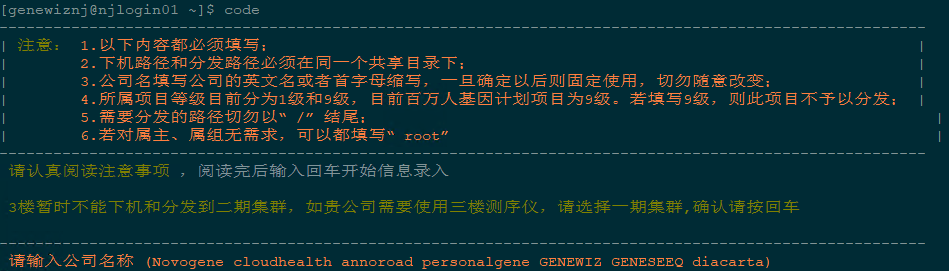 [genewiznj@njlogin01 ~]$ code
注意： 1.以下内容都必须填写；
2.下机路径和分发路径必须在同一个共享目录下；
3.公司名填写公司的英文名或者首字母缩写，一旦确定以后则固定使用，切勿随意改变；
4.所属项目等级目前分为1级和9级，目前百万人基因计划项目为9级。若填写9级，则此项目不予以分发；
5.需要分发的路径切勿以“ /” 结尾；
6.若对属主、属组无需求，可以都填写“ root”
请认真阅读注意事项 ，阅读完后输入回车开始信息录入
3楼暂时不能下机和分发到二期集群，如贵公司需要使用三楼测序仪，请选择一期集群,确认请按回车
请输入公司名称 (Novogene cloudhealth annoroad personalgene GENEWIZ GENESEEQ diacarta)